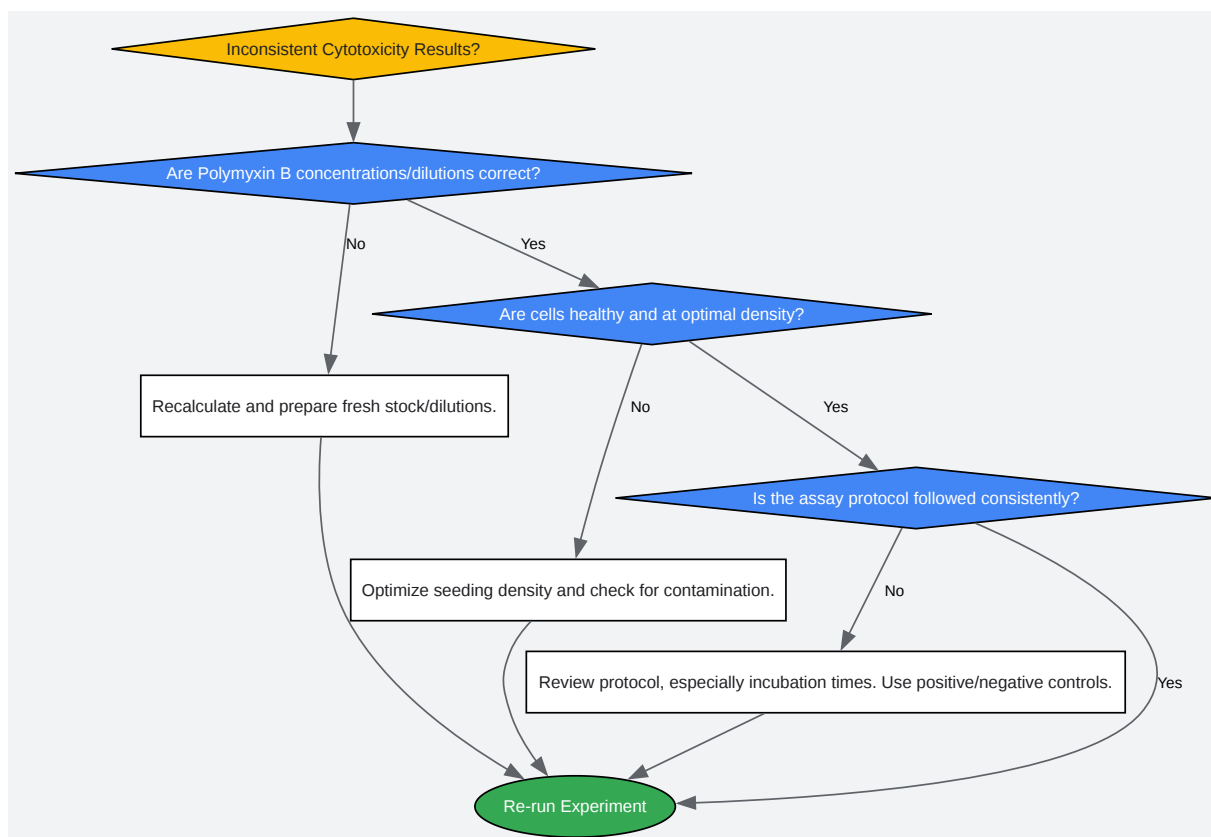 Inconsistent Cytotoxicity Results?
Are Polymyxin B concentrations/dilutions correct?
No
Yes
Are cells healthy and at optimal density?
Recalculate and prepare fresh stock/dilutions.
No
Yes
Is the assay protocol followed consistently?
Optimize seeding density and check for contamination.
No
Review protocol, especially incubation times. Use positive/negative controls.
Yes
Re-run Experiment